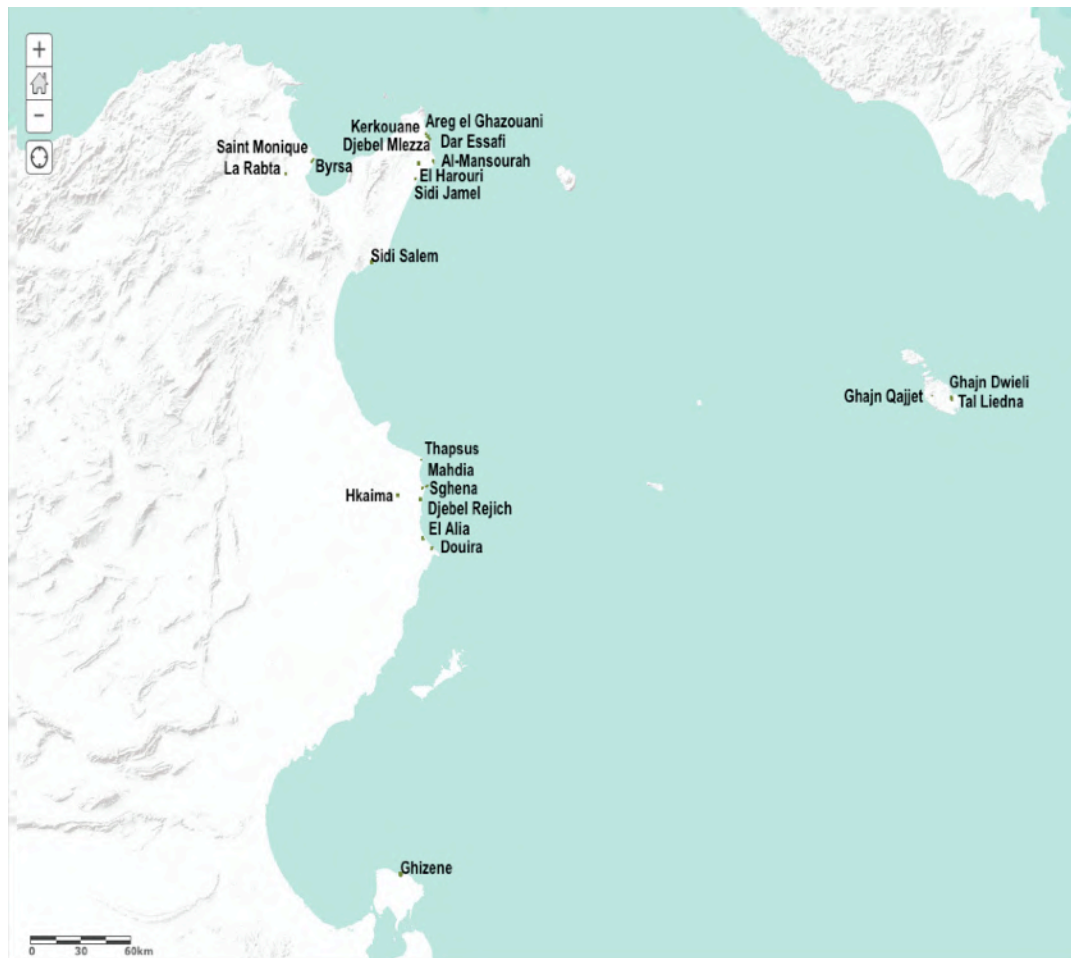 +
−
Kerkouane
Areg el Ghazouani
Djebel Mlezza
Dar Essafi
Saint Monique
Byrsa
Al-Mansourah
La Rabta
El Harouri
Sidi Jamel
Sidi Salem
Ghajn Qajjet
Ghajn Dwieli
Tal Liedna
Thapsus
Mahdia
Hkaima
Sghena
Djebel Rejich
El Alia
Douira
Ghizene
0 30 60km